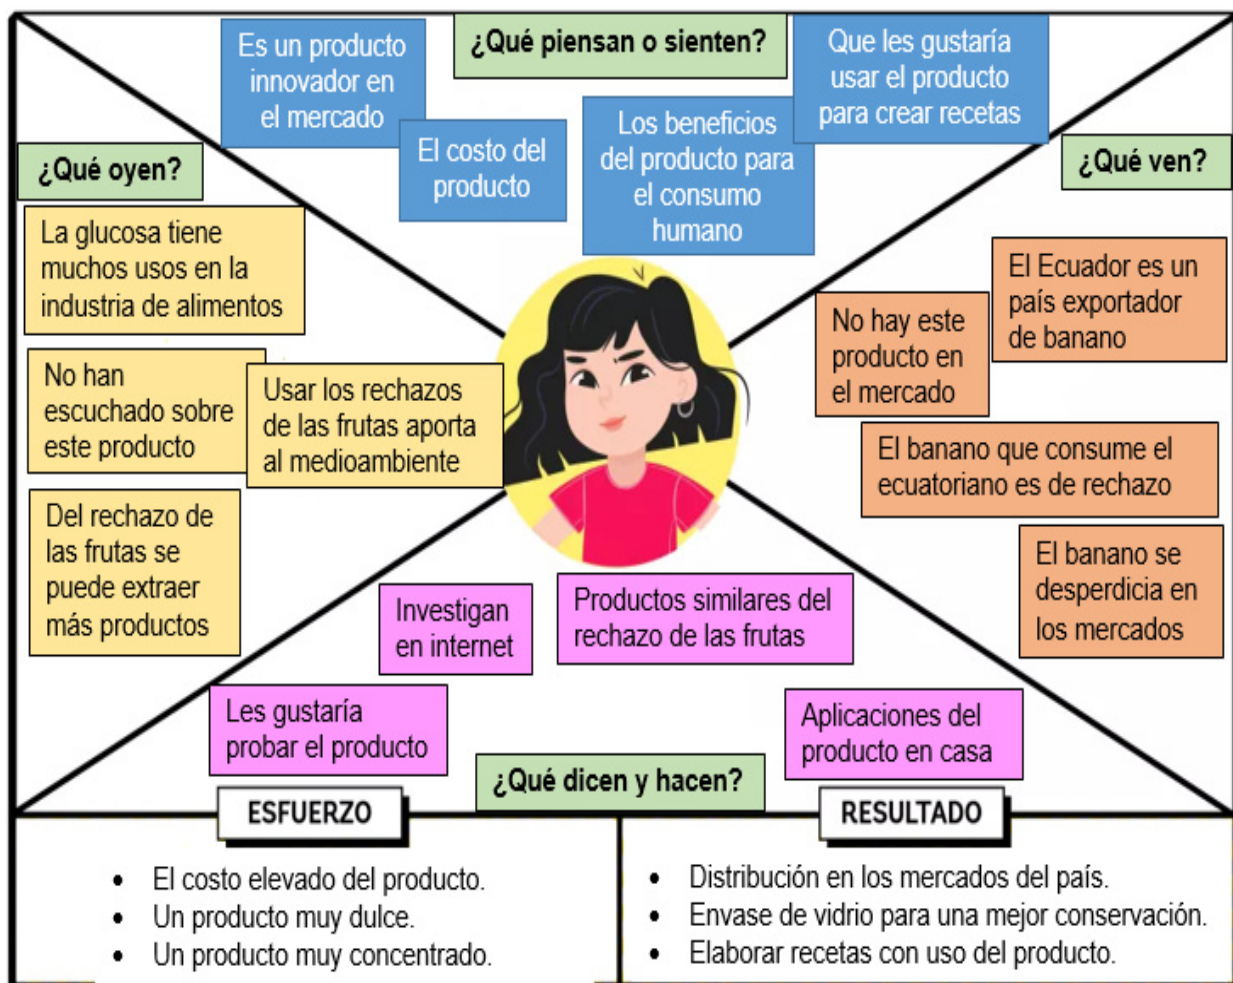 ¿Qué piensan o sienten?
Es un producto
innovador en
el mercado
El costo del
producto
Los beneficios
del producto para
el consumo
humano
Que les gustaría
usar el producto
para crear recetas
¿Qué oyen?
La glucosa tiene
muchos usos en la
industria de alimentos
No han
escuchado sobre
este producto
Usar los rechazos
de las frutas aporta
al medioambiente
Del rechazo de
las frutas se
puede extraer
más productos
¿Qué ven?
El Ecuador es un
país exportador
de banano
No hay este
producto en
el mercado
El banano que consume el
ecuatoriano es de rechazo
El banano se
desperdicia en
los mercados
Investigan
en internet
Productos similares del
rechazo de las frutas
Les gustaría
probar el producto
Aplicaciones del
producto en casa
¿Qué dicen y hacen?
ESFUERZO
• El costo elevado del producto.
• Un producto muy dulce.
• Un producto muy concentrado.
RESULTADO
• Distribución en los mercados del país.
• Envase de vidrio para una mejor conservación.
• Elaborar recetas con uso del producto.